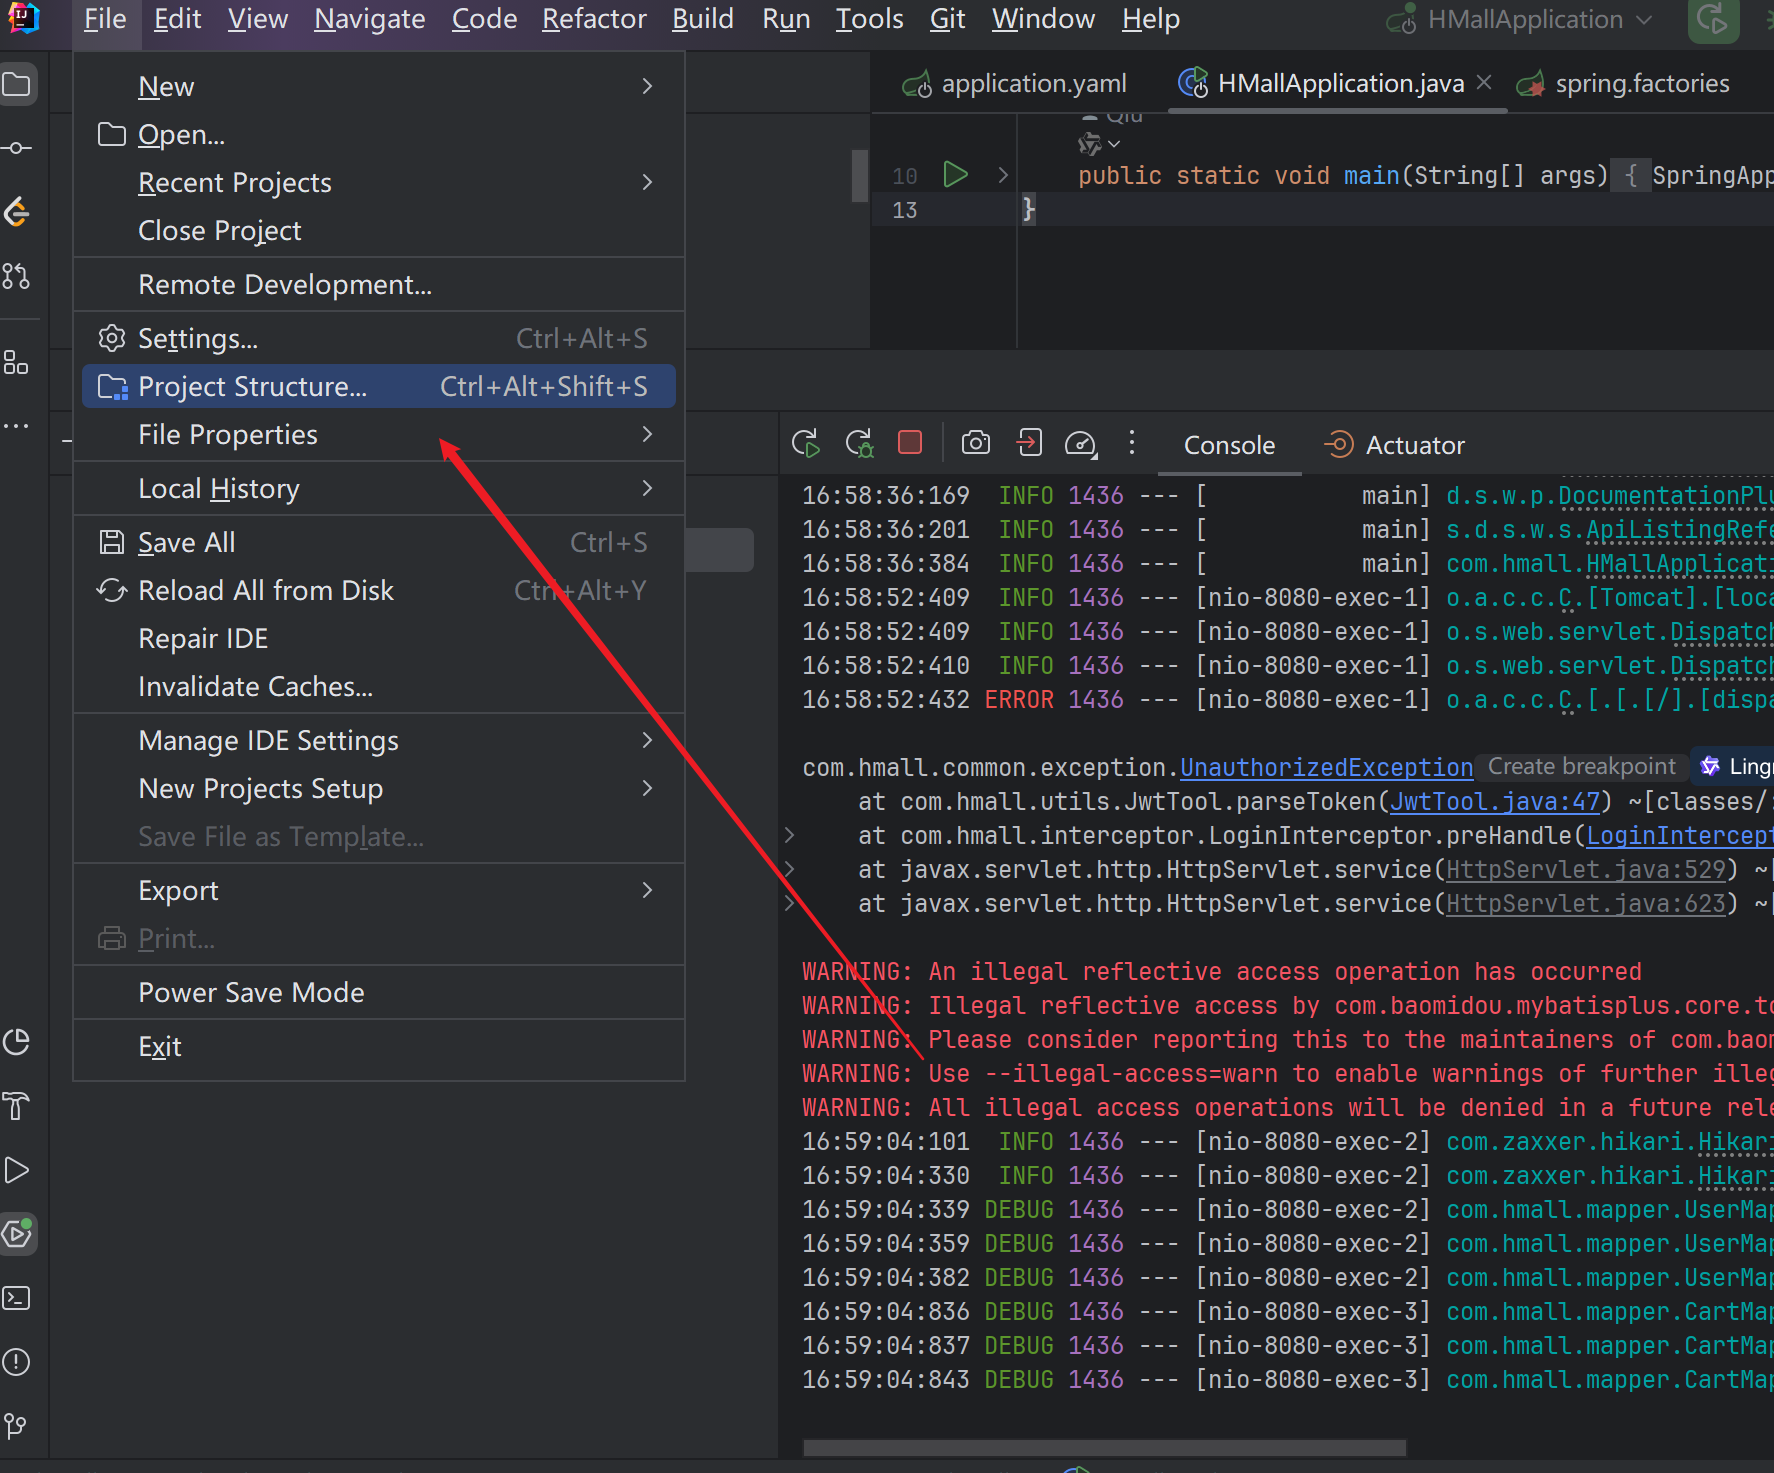 File Edit View Navigate Code Refactor Build Run Tools Git Window Help HMallApplication
New
Open...
Recent Projects
Close Project
Remote Development...
Settings... Ctrl+Alt+S
Project Structure... Ctrl+Alt+Shift+S
File Properties
Local History
Save All Ctrl+S
Reload All from Disk Ctrl+Alt+Y
Repair IDE
Invalidate Caches...
Manage IDE Settings
New Projects Setup
Save File as Template...
Export
Print...
Power Save Mode
Exit
application.yaml HMallApplication.java spring.factories
Qiu
10 public static void main(String[] args) { SpringApp
13 }
Console Actuator
16:58:36:169 INFO 1436 --- [ main] d.s.w.p.DocumentationPlu
16:58:36:201 INFO 1436 --- [ main] s.d.s.w.s.ApiListingRefe
16:58:36:384 INFO 1436 --- [ main] com.hmall.HMallApplicati
16:58:52:409 INFO 1436 --- [nio-8080-exec-1] o.a.c.c.C.[Tomcat].[loca
16:58:52:409 INFO 1436 --- [nio-8080-exec-1] o.s.web.servlet.Dispatch
16:58:52:410 INFO 1436 --- [nio-8080-exec-1] o.s.web.servlet.Dispatch
16:58:52:432 ERROR 1436 --- [nio-8080-exec-1] o.a.c.c.C.[.[.[/].[dispa
com.hmall.common.exception.UnauthorizedException Create breakpoint Lingm
at com.hmall.utils.JwtTool.parseToken(JwtTool.java:47) ~[classes/:
at com.hmall.interceptor.LoginInterceptor.preHandle(LoginIntercept
at javax.servlet.http.HttpServlet.service(HttpServlet.java:529) ~[
at javax.servlet.http.HttpServlet.service(HttpServlet.java:623) ~[
WARNING: An illegal reflective access operation has occurred
WARNING: Illegal reflective access by com.baomidou.mybatisplus.core.to
WARNING: Please consider reporting this to the maintainers of com.baom
WARNING: Use --illegal-access=warn to enable warnings of further illeg
WARNING: All illegal access operations will be denied in a future rele
16:59:04:101 INFO 1436 --- [nio-8080-exec-2] com.zaxxer.hikari.Hikari
16:59:04:330 INFO 1436 --- [nio-8080-exec-2] com.zaxxer.hikari.Hikari
16:59:04:339 DEBUG 1436 --- [nio-8080-exec-2] com.hmall.mapper.UserMap
16:59:04:359 DEBUG 1436 --- [nio-8080-exec-2] com.hmall.mapper.UserMap
16:59:04:382 DEBUG 1436 --- [nio-8080-exec-2] com.hmall.mapper.UserMap
16:59:04:836 DEBUG 1436 --- [nio-8080-exec-3] com.hmall.mapper.CartMap
16:59:04:837 DEBUG 1436 --- [nio-8080-exec-3] com.hmall.mapper.CartMap
16:59:04:843 DEBUG 1436 --- [nio-8080-exec-3] com.hmall.mapper.CartMap